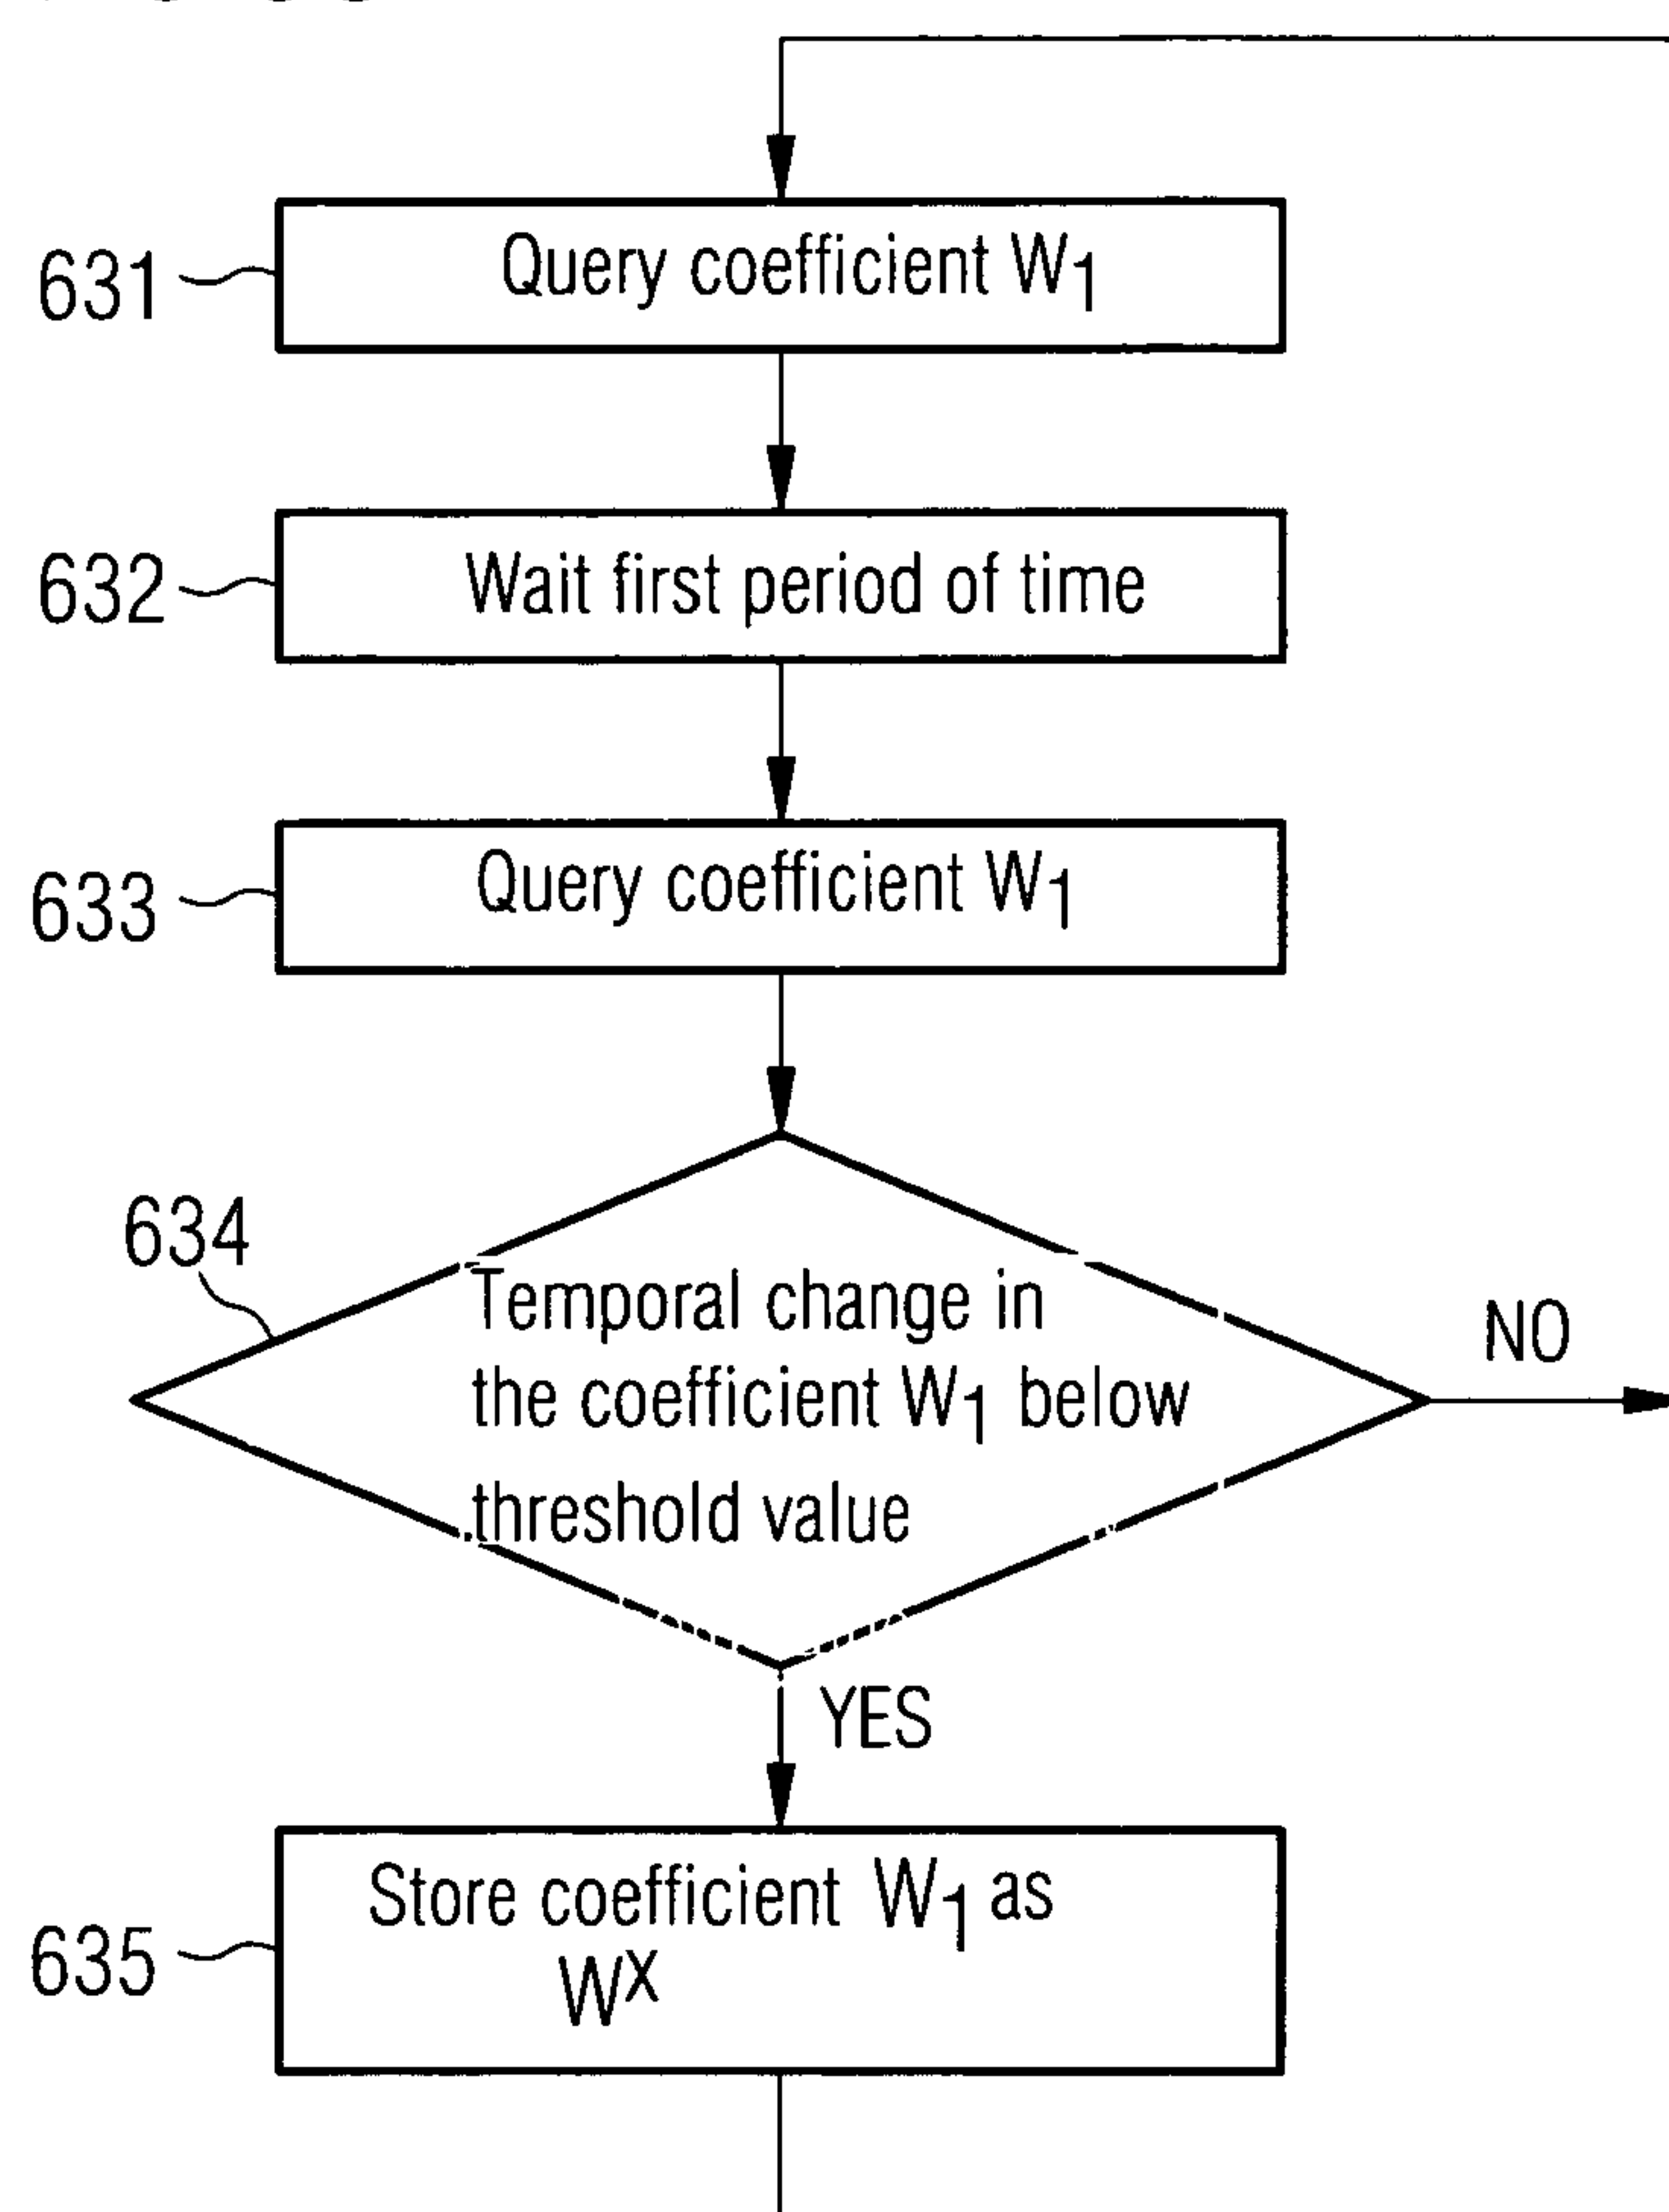 631
Query coefficient W1
632
Wait first period of time
633
Query coefficient W1
634
Temporal change in
the coefficient W1 below
threshold value
NO
YES
635
Store coefficient W1 as
Wx